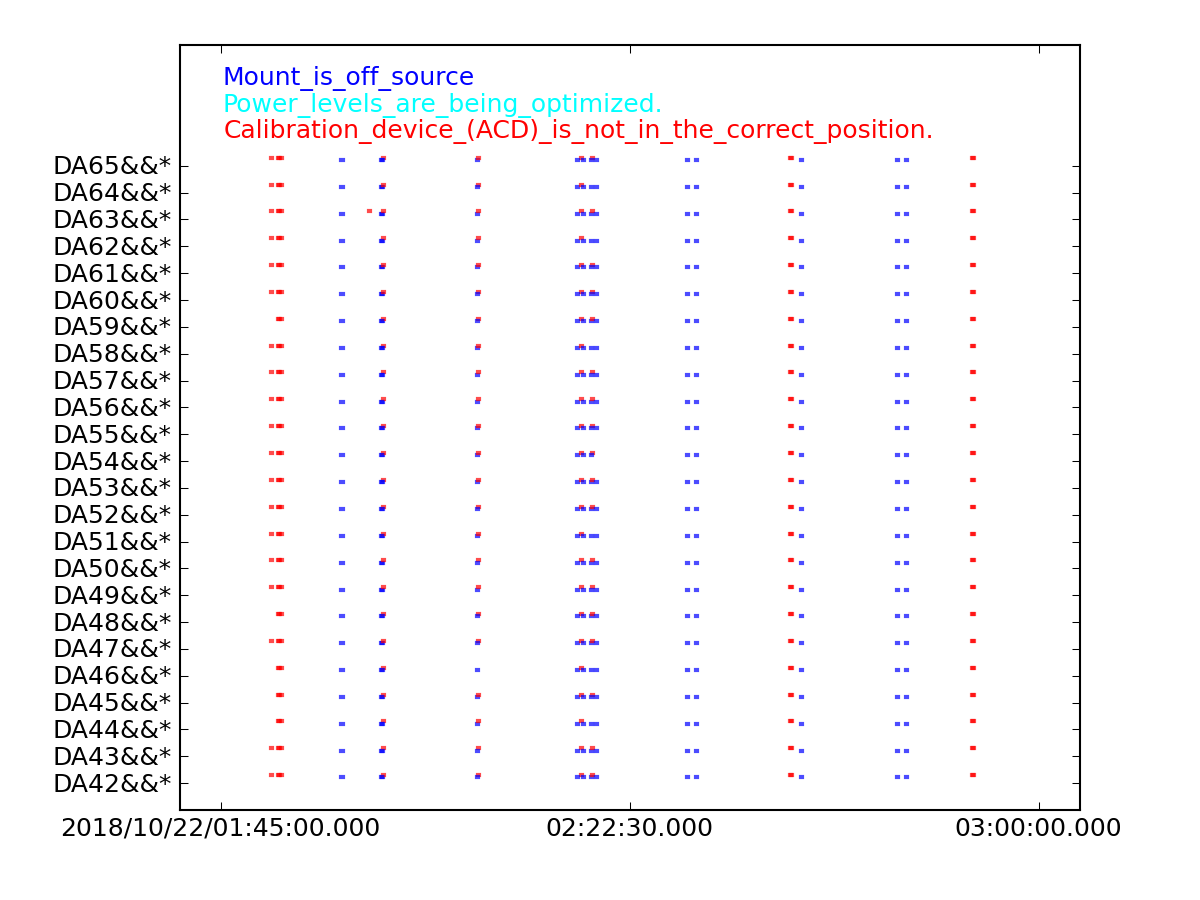 Mount_is_off_source
Power_levels_are_being_optimized.
Calibration_device_(ACD)_is_not_in_the_correct_position.
DA65&&*
DA64&&*
DA63&&*
DA62&&*
DA61&&*
DA60&&*
DA59&&*
DA58&&*
DA57&&*
DA56&&*
DA55&&*
DA54&&*
DA53&&*
DA52&&*
DA51&&*
DA50&&*
DA49&&*
DA48&&*
DA47&&*
DA46&&*
DA45&&*
DA44&&*
DA43&&*
DA42&&*
2018/10/22/01:45:00.000 02:22:30.000 03:00:00.000